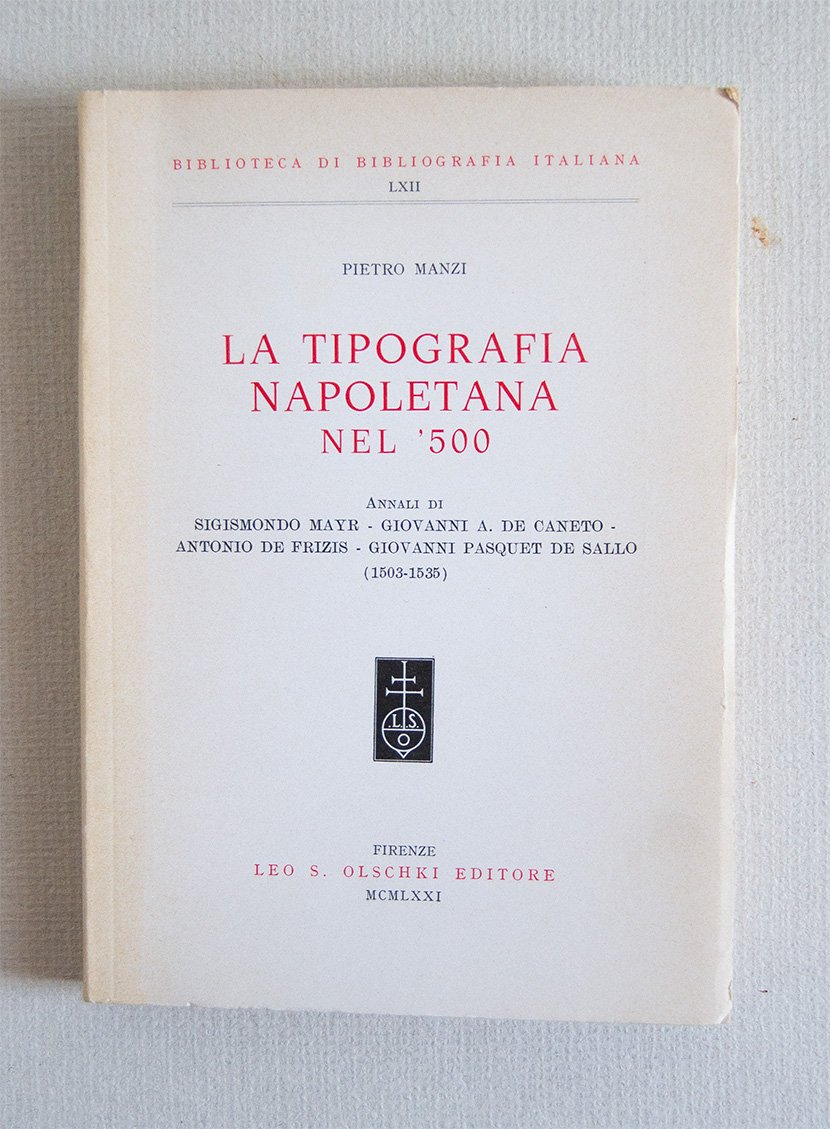 BIBLIOTECA DI BIBLIOGRAFIA ITALIANA
LXII
PIETRO MANZI
LA TIPOGRAFIA
NAPOLETANA
NEL ’500
ANNALI DI
SIGISMONDO MAYR - GIOVANNI A. DE CANETO -
ANTONIO DE FRIZIS - GIOVANNI PASQUET DE SALLO
(1503-1535)
.L.S.
O
FIRENZE
LEO S. OLSCHKI EDITORE
MCMLXXI